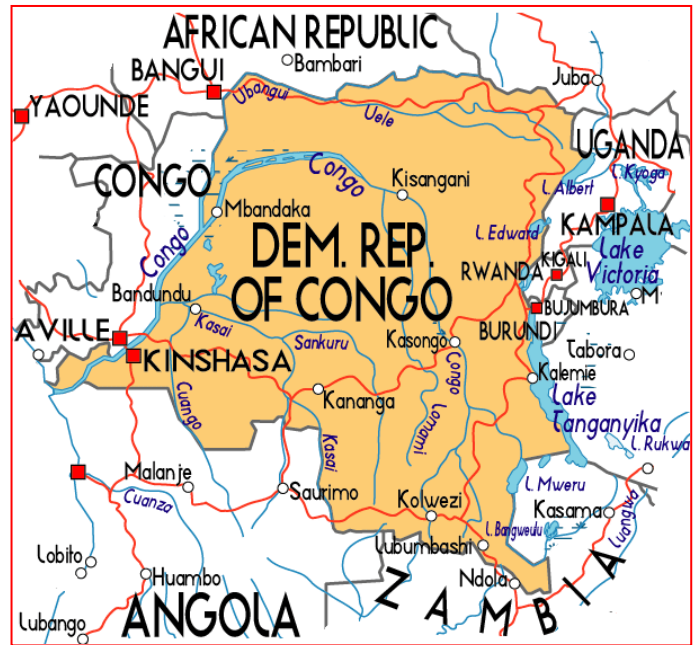 AFRICAN REPUBLIC
BANGUI
Bambari
Juba
YAOUNDE
Ubangui
Uele
UGANDA
CONGO
Congo
Kisangani
L. Albert
L. Kyoga
Mbandaka
KAMPALA
Congo
DEM. REP.
OF CONGO
L. Edward
Lake
Victoria
KIGALI
RWANDA
Bandundu
M
BUJUMBURA
AVILLE
Kasai
Sankuru
Kasongo
BURUNDI
KINSHASA
Tabora
Congo
Kalemie
Cuango
Kananga
Lomami
Lake
Tanganyika
Kasai
L. Rukwa
Malanje
Saurimo
L. Mweru
Cuanza
Kolwezi
Kasama
Luangwa
L. Bangweulu
Lubumbashi
Lobito
Huambo
Ndola
ANGOLA
ZAMBIA
Lubango